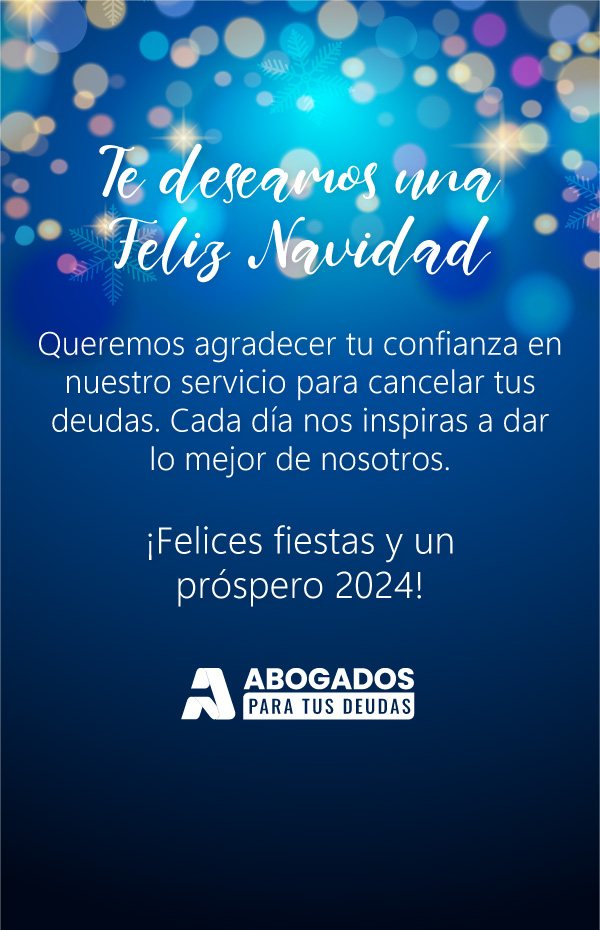 Te deseamos una
Feliz Navidad
Queremos agradecer tu confianza en
nuestro servicio para cancelar tus
deudas. Cada día nos inspiras a dar
lo mejor de nosotros.
¡Felices fiestas y un
próspero 2024!
ABOGADOS
PARA TUS DEUDAS